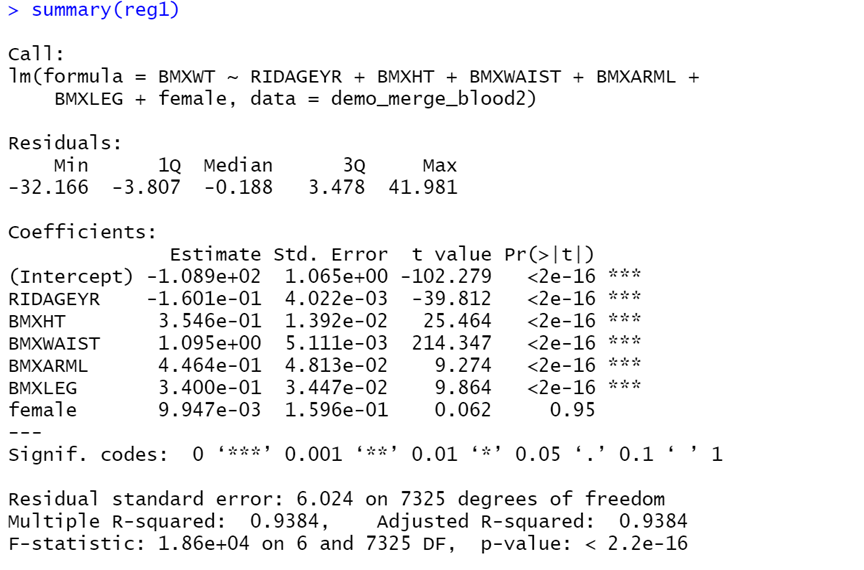 > summary(reg1)
Call:
lm(formula = BMXWT ~ RIDAGEYR + BMXHT + BMXWAIST + BMXARML +
    BMXLEG + female, data = demo_merge_blood2)
Residuals:
    Min      1Q  Median      3Q     Max
-32.166  -3.807  -0.188   3.478  41.981
Coefficients:
              Estimate Std. Error  t value Pr(>|t|)
(Intercept) -1.089e+02  1.065e+00 -102.279   <2e-16 ***
RIDAGEYR    -1.601e-01  4.022e-03  -39.812   <2e-16 ***
BMXHT        3.546e-01  1.392e-02   25.464   <2e-16 ***
BMXWAIST     1.095e+00  5.111e-03  214.347   <2e-16 ***
BMXARML      4.464e-01  4.813e-02    9.274   <2e-16 ***
BMXLEG       3.400e-01  3.447e-02    9.864   <2e-16 ***
female       9.947e-03  1.596e-01    0.062     0.95
---
Signif. codes:  0 ‘***’ 0.001 ‘**’ 0.01 ‘*’ 0.05 ‘.’ 0.1 ‘ ’ 1
Residual standard error: 6.024 on 7325 degrees of freedom
Multiple R-squared:  0.9384,    Adjusted R-squared:  0.9384
F-statistic: 1.86e+04 on 6 and 7325 DF,  p-value: < 2.2e-16